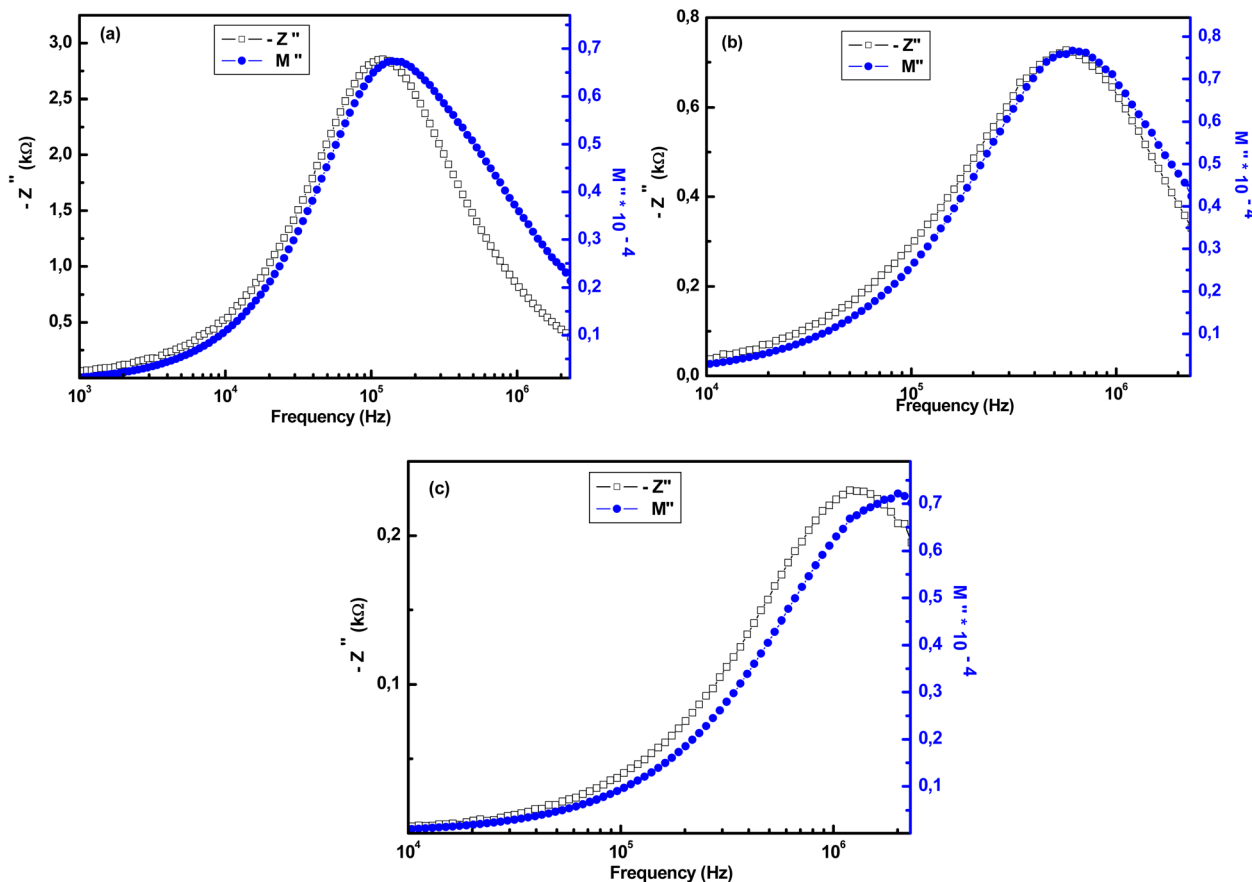 (a)
- Z "
M "
3,0
2,5
2,0
1,5
1,0
0,5
- Z " (kΩ)
0,7
0,6
0,5
0,4
0,3
0,2
0,1
M " * 10 - 4
10³ 10⁴ 10⁵ 10⁶
Frequency (Hz)
(b)
- Z"
M"
0,8
0,6
0,4
0,2
0,0
- Z " (kΩ)
0,8
0,7
0,6
0,5
0,4
0,3
0,2
0,1
M " * 10 - 4
10⁴ 10⁵ 10⁶
Frequency (Hz)
(c)
- Z"
M"
0,2
0,1
- Z " (kΩ)
0,7
0,6
0,5
0,4
0,3
0,2
0,1
M " * 10 - 4
10⁴ 10⁵ 10⁶
Frequency (Hz)